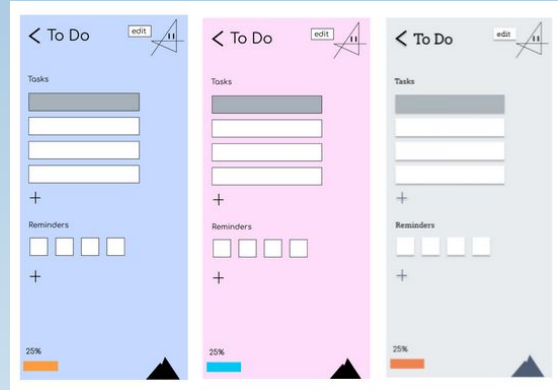 To Do
edit
Tasks
+
Reminders
+
25%
To Do
edit
Tasks
+
Reminders
+
25%
To Do
edit
Tasks
+
Reminders
+
25%